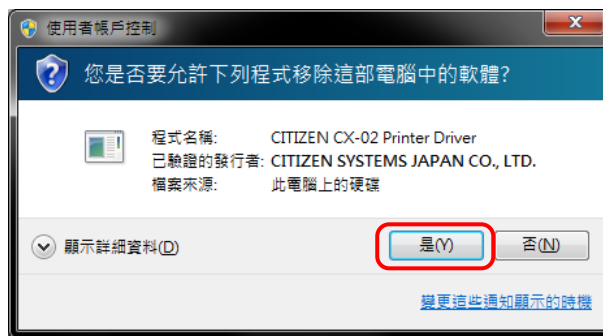 使用者帳戶控制
您是否要允許下列程式移除這部電腦中的軟體?
程式名稱: CITIZEN CX-02 Printer Driver
已驗證的發行者: CITIZEN SYSTEMS JAPAN CO., LTD.
檔案來源: 此電腦上的硬碟
顯示詳細資料(D)
是(Y)
否(N)
變更這些通知顯示的時機